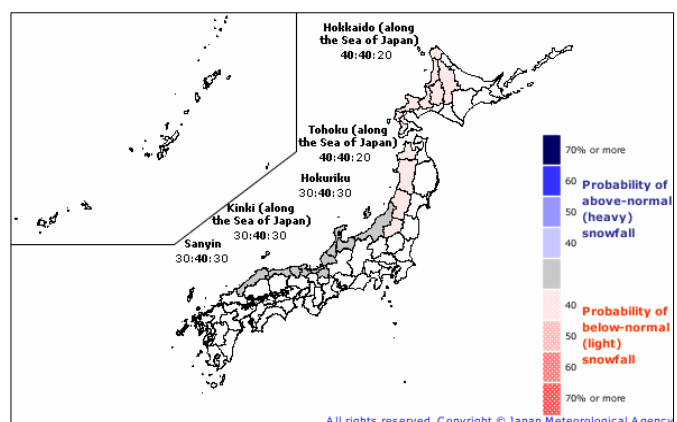 Hokkaido (along
the Sea of Japan)
40:40:20
Tohoku (along
the Sea of Japan)
40:40:20
Hokuriku
30:40:30
Kinki (along
the Sea of Japan)
30:40:30
Sanyin
30:40:30
70% or more
60
50
40
Probability of
above-normal
(heavy)
snowfall
40
50
60
70% or more
Probability of
below-normal
(light)
snowfall
All rights reserved. Copyright © Japan Meteorological Agency